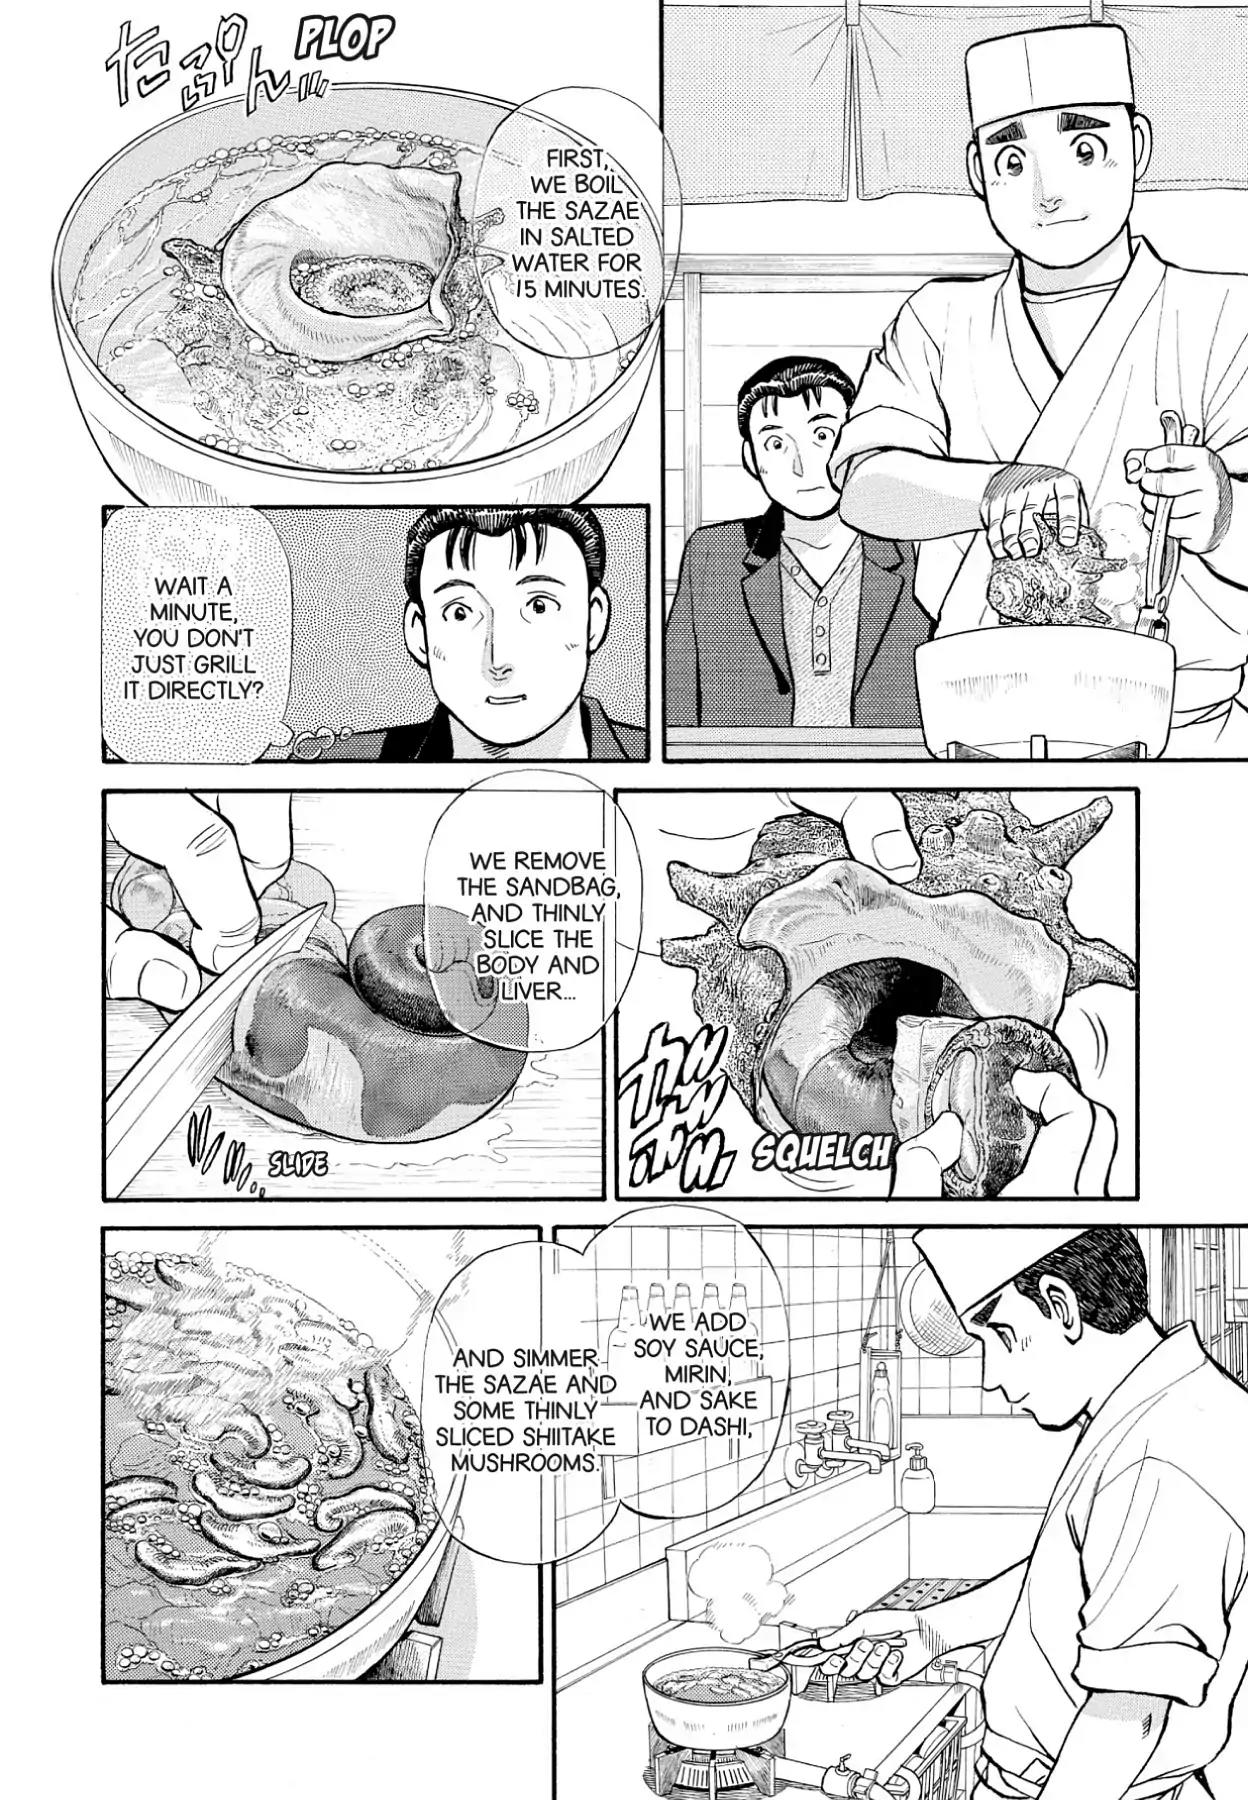 FIRST,
WE BOIL
THE SAZAE
IN SALTED
WATER FOR
15 MINUTES.
たっぷん
PLOP
WAIT A
MINUTE,
YOU DON'T
JUST GRILL
IT DIRECTLY?
SQUELCH
WE REMOVE
THE SANDBAG,
AND THINLY
SLICE THE
BODY AND
LIVER...
SLIDE
WE ADD
SOY SAUCE,
MIRIN,
AND SAKE
TO DASHI,
AND SIMMER
THE SAZAE AND
SOME THINLY
SLICED SHIITAKE
MUSHROOMS.